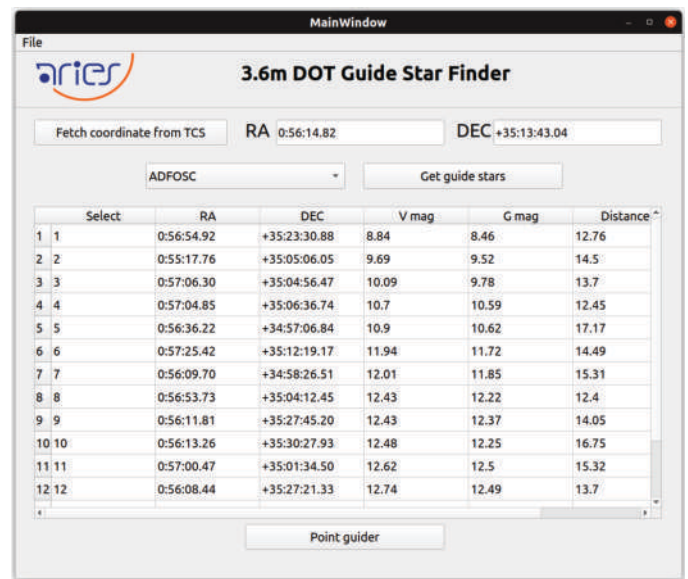 MainWindow
File
aries 3.6m DOT Guide Star Finder
Fetch coordinate from TCS RA 0:56:14.82 DEC +35:13:43.04
ADFOSC Get guide stars
Select RA DEC V mag G mag Distance
1 1 0:56:54.92 +35:23:30.88 8.84 8.46 12.76
2 2 0:55:17.76 +35:05:06.05 9.69 9.52 14.5
3 3 0:57:06.30 +35:04:56.47 10.09 9.78 13.7
4 4 0:57:04.85 +35:06:36.74 10.7 10.59 12.45
5 5 0:56:36.22 +34:57:06.84 10.9 10.62 17.17
6 6 0:57:25.42 +35:12:19.17 11.94 11.72 14.49
7 7 0:56:09.70 +34:58:26.51 12.01 11.85 15.31
8 8 0:56:53.73 +35:04:12.45 12.43 12.22 12.4
9 9 0:56:11.81 +35:27:45.20 12.43 12.37 14.05
10 10 0:56:13.26 +35:30:27.93 12.48 12.25 16.75
11 11 0:57:00.47 +35:01:34.50 12.62 12.5 15.32
12 12 0:56:08.44 +35:27:21.33 12.74 12.49 13.7
Point guider